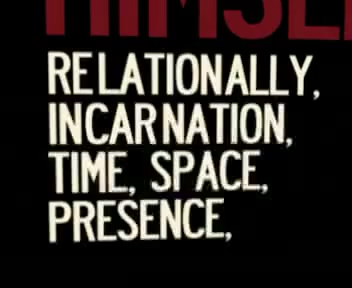 RELATIONALLY,
INCARNATION,
TIME, SPACE,
PRESENCE,